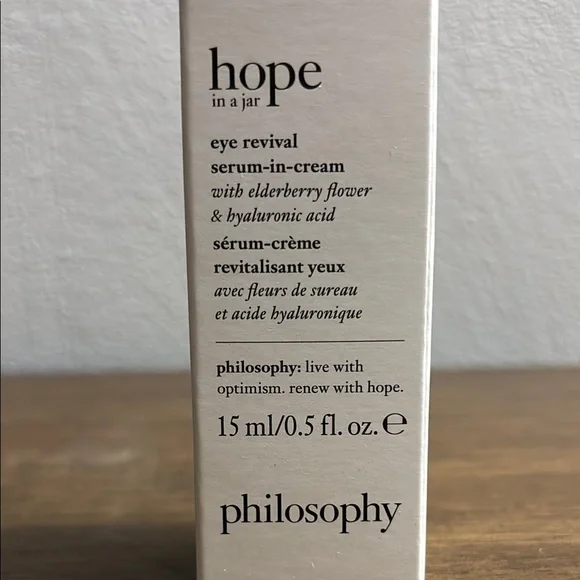 hope
in a jar
eye revival
serum-in-cream
with elderberry flower
& hyaluronic acid
sérum-crème
revitalisant yeux
avec fleurs de sureau
et acide hyaluronique
philosophy: live with
optimism. renew with hope.
15 ml/0.5 fl. oz. ℮
philosophy